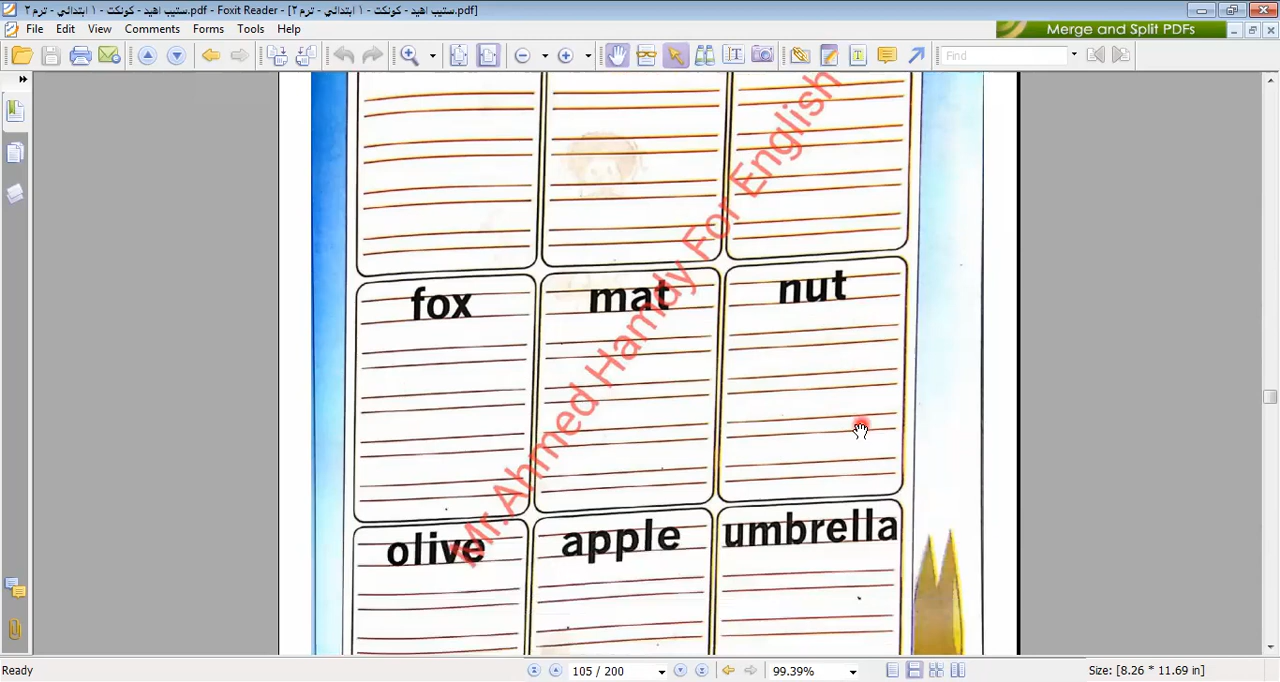 ستيب اهيد - كونكت - ١ ابتدائي - ترم ٢.pdf - Foxit Reader - [ستيب اهيد - كونكت - ١ ابتدائي - ترم ٢.pdf]
File Edit View Comments Forms Tools Help
Merge and Split PDFs
Find
fox mat nut
olive apple umbrella
Mr.Ahmed Hamdy For English
Ready
105 / 200
99.39%
Size: [8.26 * 11.69 in]